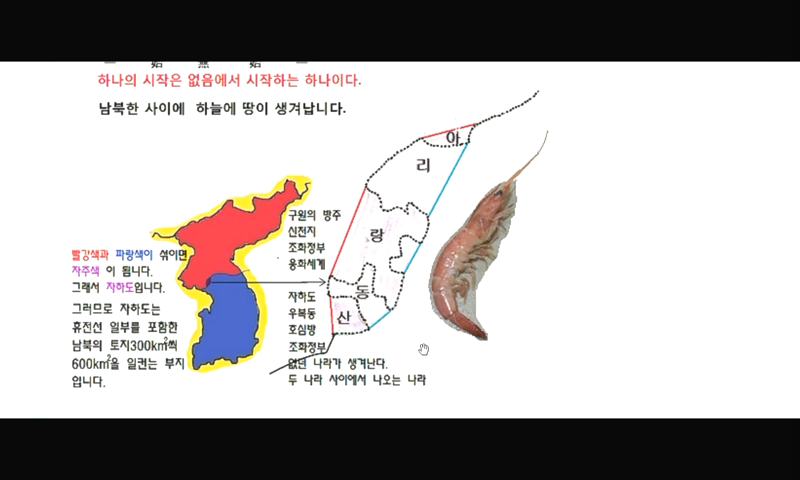 하나의 시작은 없음에서 시작하는 하나이다.
남북한 사이에 하늘에 땅이 생겨납니다.
빨강색과 파랑색이 섞이면
자주색 이 됩니다.
그래서 자하도입니다.
그러므로 자하도는
휴전선 일부를 포함한
남북의 토지300km²씩
600km²을 일컫는 부지
입니다.
구원의 방주
신천지
조화정부
용화세계
자하도
우복동
호심방
조화정부
없던 나라가 생겨난다.
두 나라 사이에서 나오는 나라
아
리
랑
동
산